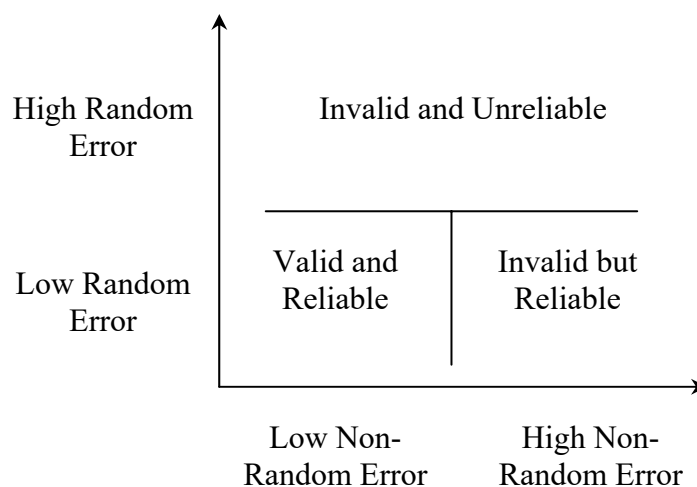 High Random
Error
Invalid and Unreliable
Low Random
Error
Valid and
Reliable
Invalid but
Reliable
Low Non-
Random Error
High Non-
Random Error